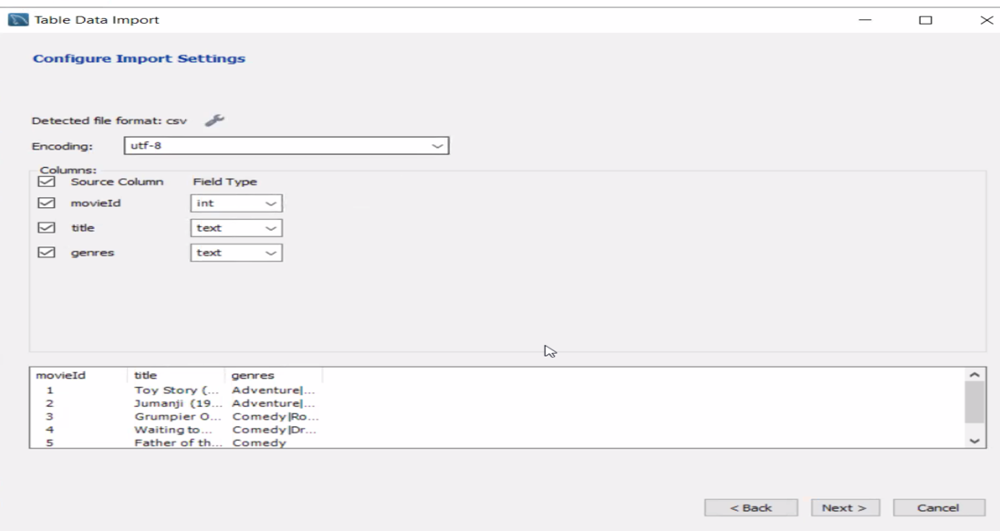 Table Data Import
Configure Import Settings
Detected file format: csv
Encoding: utf-8
Columns:
Source Column Field Type
movieId int
title text
genres text
movieId title genres
1 Toy Story (... Adventure|...
2 Jumanji (19... Adventure|...
3 Grumpier O... Comedy|Ro...
4 Waiting to... Comedy|Dr...
5 Father of th... Comedy
< Back Next > Cancel